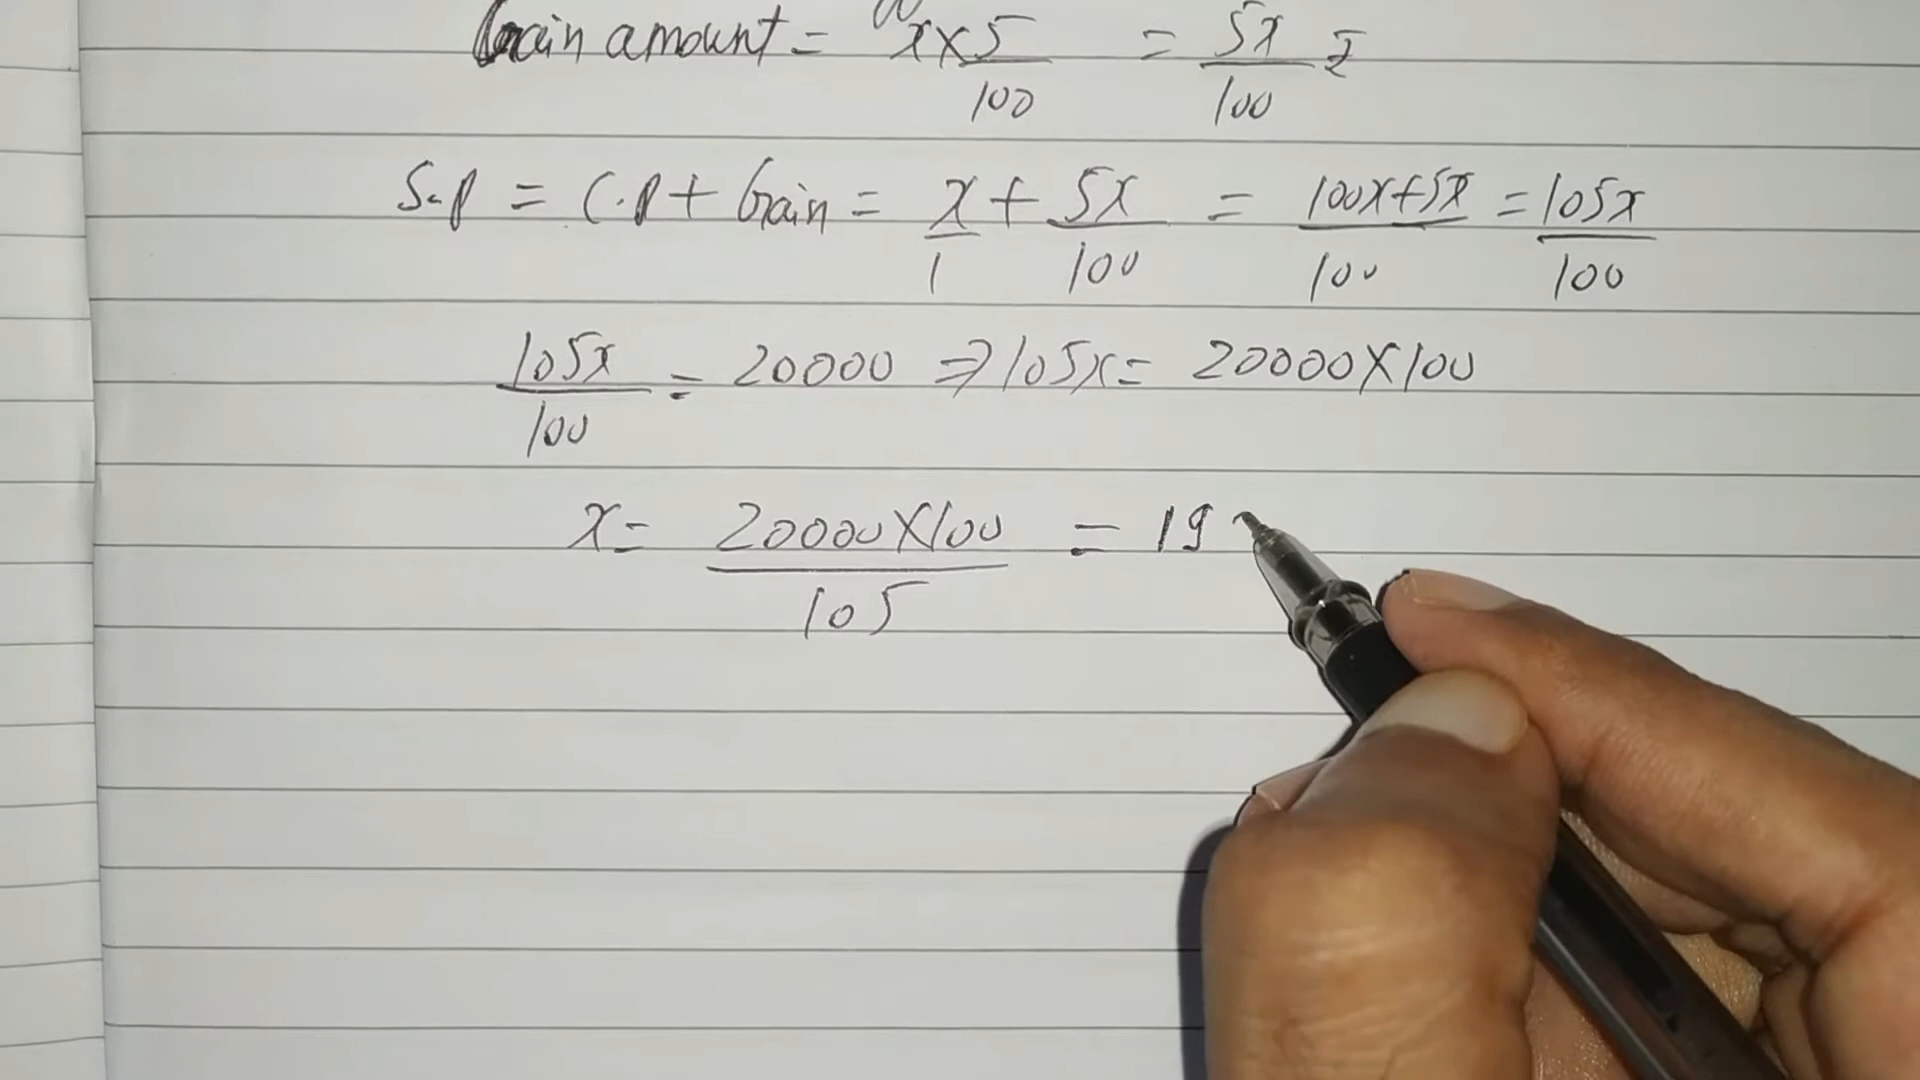 Gain amount = x × 5/100 = 5x/100 ₹
S.P = C.P + Gain = x/1 + 5x/100 = 100x+5x/100 = 105x/100
105x/100 = 20000 ⇒ 105x = 20000 × 100
x = 20000 × 100/105 = 19